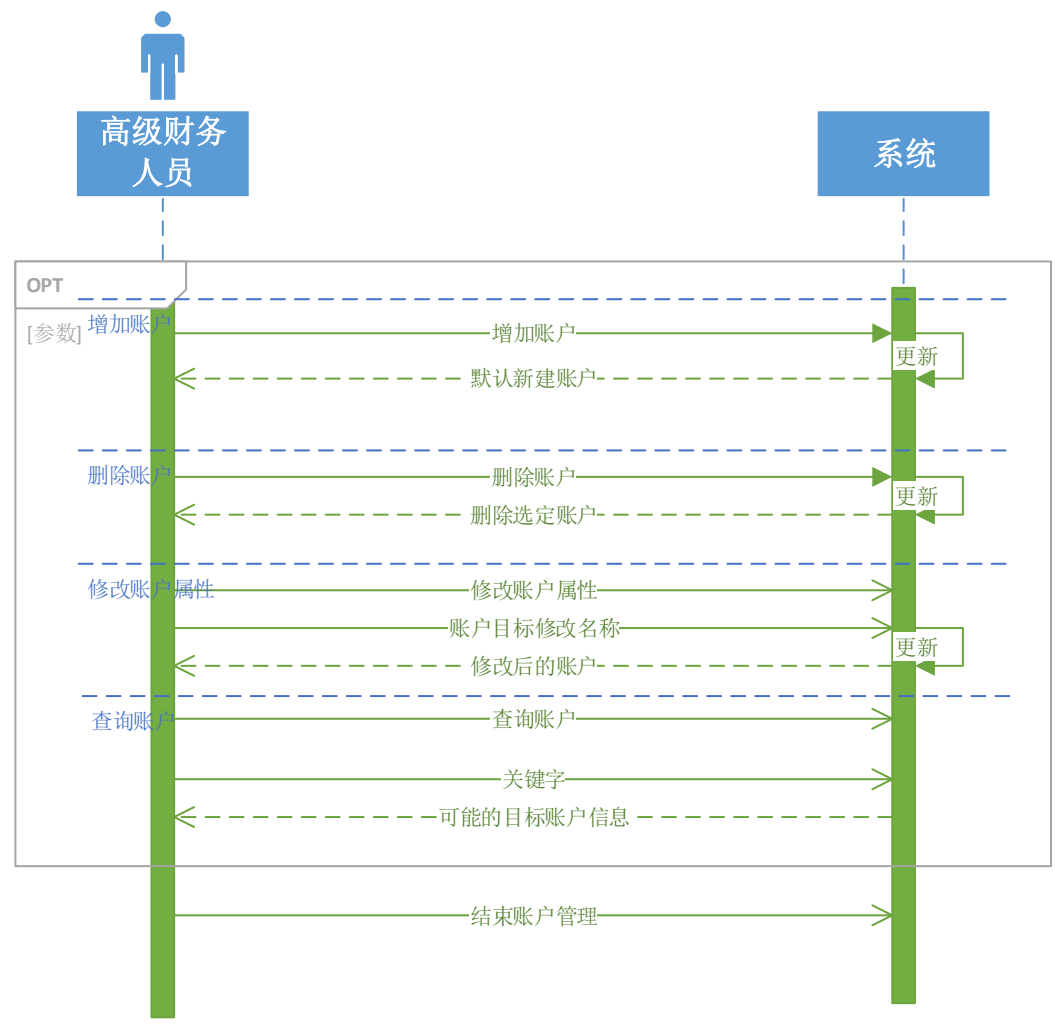 高级财务
人员
系统
OPT
[参数]
增加账户
增加账户
更新
默认新建账户
删除账户
删除账户
更新
删除选定账户
修改账户属性
修改账户属性
账户目标修改名称
更新
修改后的账户
查询账户
查询账户
关键字
可能的目标账户信息
结束账户管理